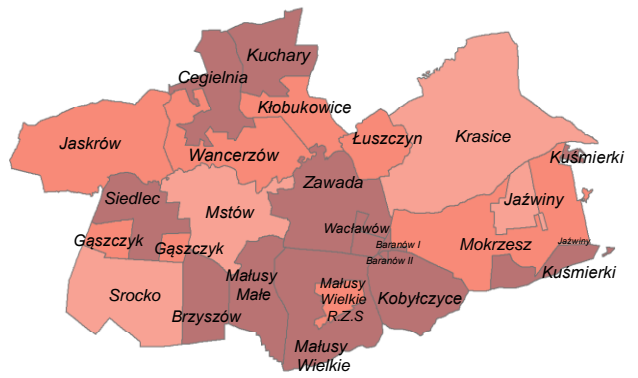 Kuchary
Cegielnia
Kłobukowice
Łuszczyn
Krasice
Jaskrów
Wancerzów
Kuśmierki
Zawada
Siedlec
Jaźwiny
Mstów
Wacławów
Gąszczyk
Gąszczyk
Baranów I
Mokrzesz
Jaźwiny
Baranów II
Kuśmierki
Małusy
Małe
Małusy
Wielkie
R.Z.S
Srocko
Kobyłczyce
Brzyszów
Małusy
Wielkie